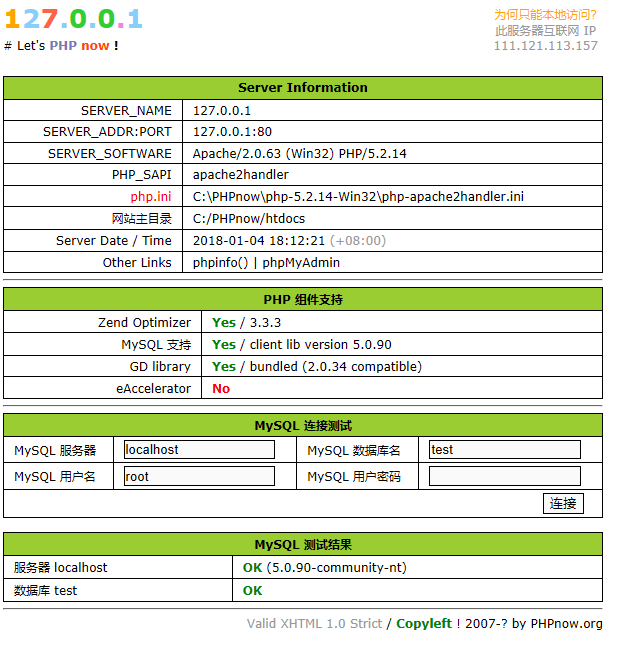 127.0.0.1
为何只能本地访问?
此服务器互联网 IP
# Let's PHP now !
111.121.113.157
Server Information
SERVER_NAME 127.0.0.1
SERVER_ADDR:PORT 127.0.0.1:80
SERVER_SOFTWARE Apache/2.0.63 (Win32) PHP/5.2.14
PHP_SAPI apache2handler
php.ini C:\PHPnow\php-5.2.14-Win32\php-apache2handler.ini
网站主目录 C:/PHPnow/htdocs
Server Date / Time 2018-01-04 18:12:21 (+08:00)
Other Links phpinfo() | phpMyAdmin
PHP 组件支持
Zend Optimizer Yes / 3.3.3
MySQL 支持 Yes / client lib version 5.0.90
GD library Yes / bundled (2.0.34 compatible)
eAccelerator No
MySQL 连接测试
MySQL 服务器 localhost MySQL 数据库名 test
MySQL 用户名 root MySQL 用户密码
连接
MySQL 测试结果
服务器 localhost OK (5.0.90-community-nt)
数据库 test OK
Valid XHTML 1.0 Strict / Copyleft ! 2007-? by PHPnow.org